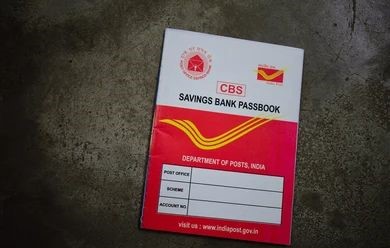 CBS
SAVINGS BANK PASSBOOK
DEPARTMENT OF POSTS, INDIA
POST OFFICE
SCHEME
ACCOUNT NO.
visit us : www.indiapost.gov.in